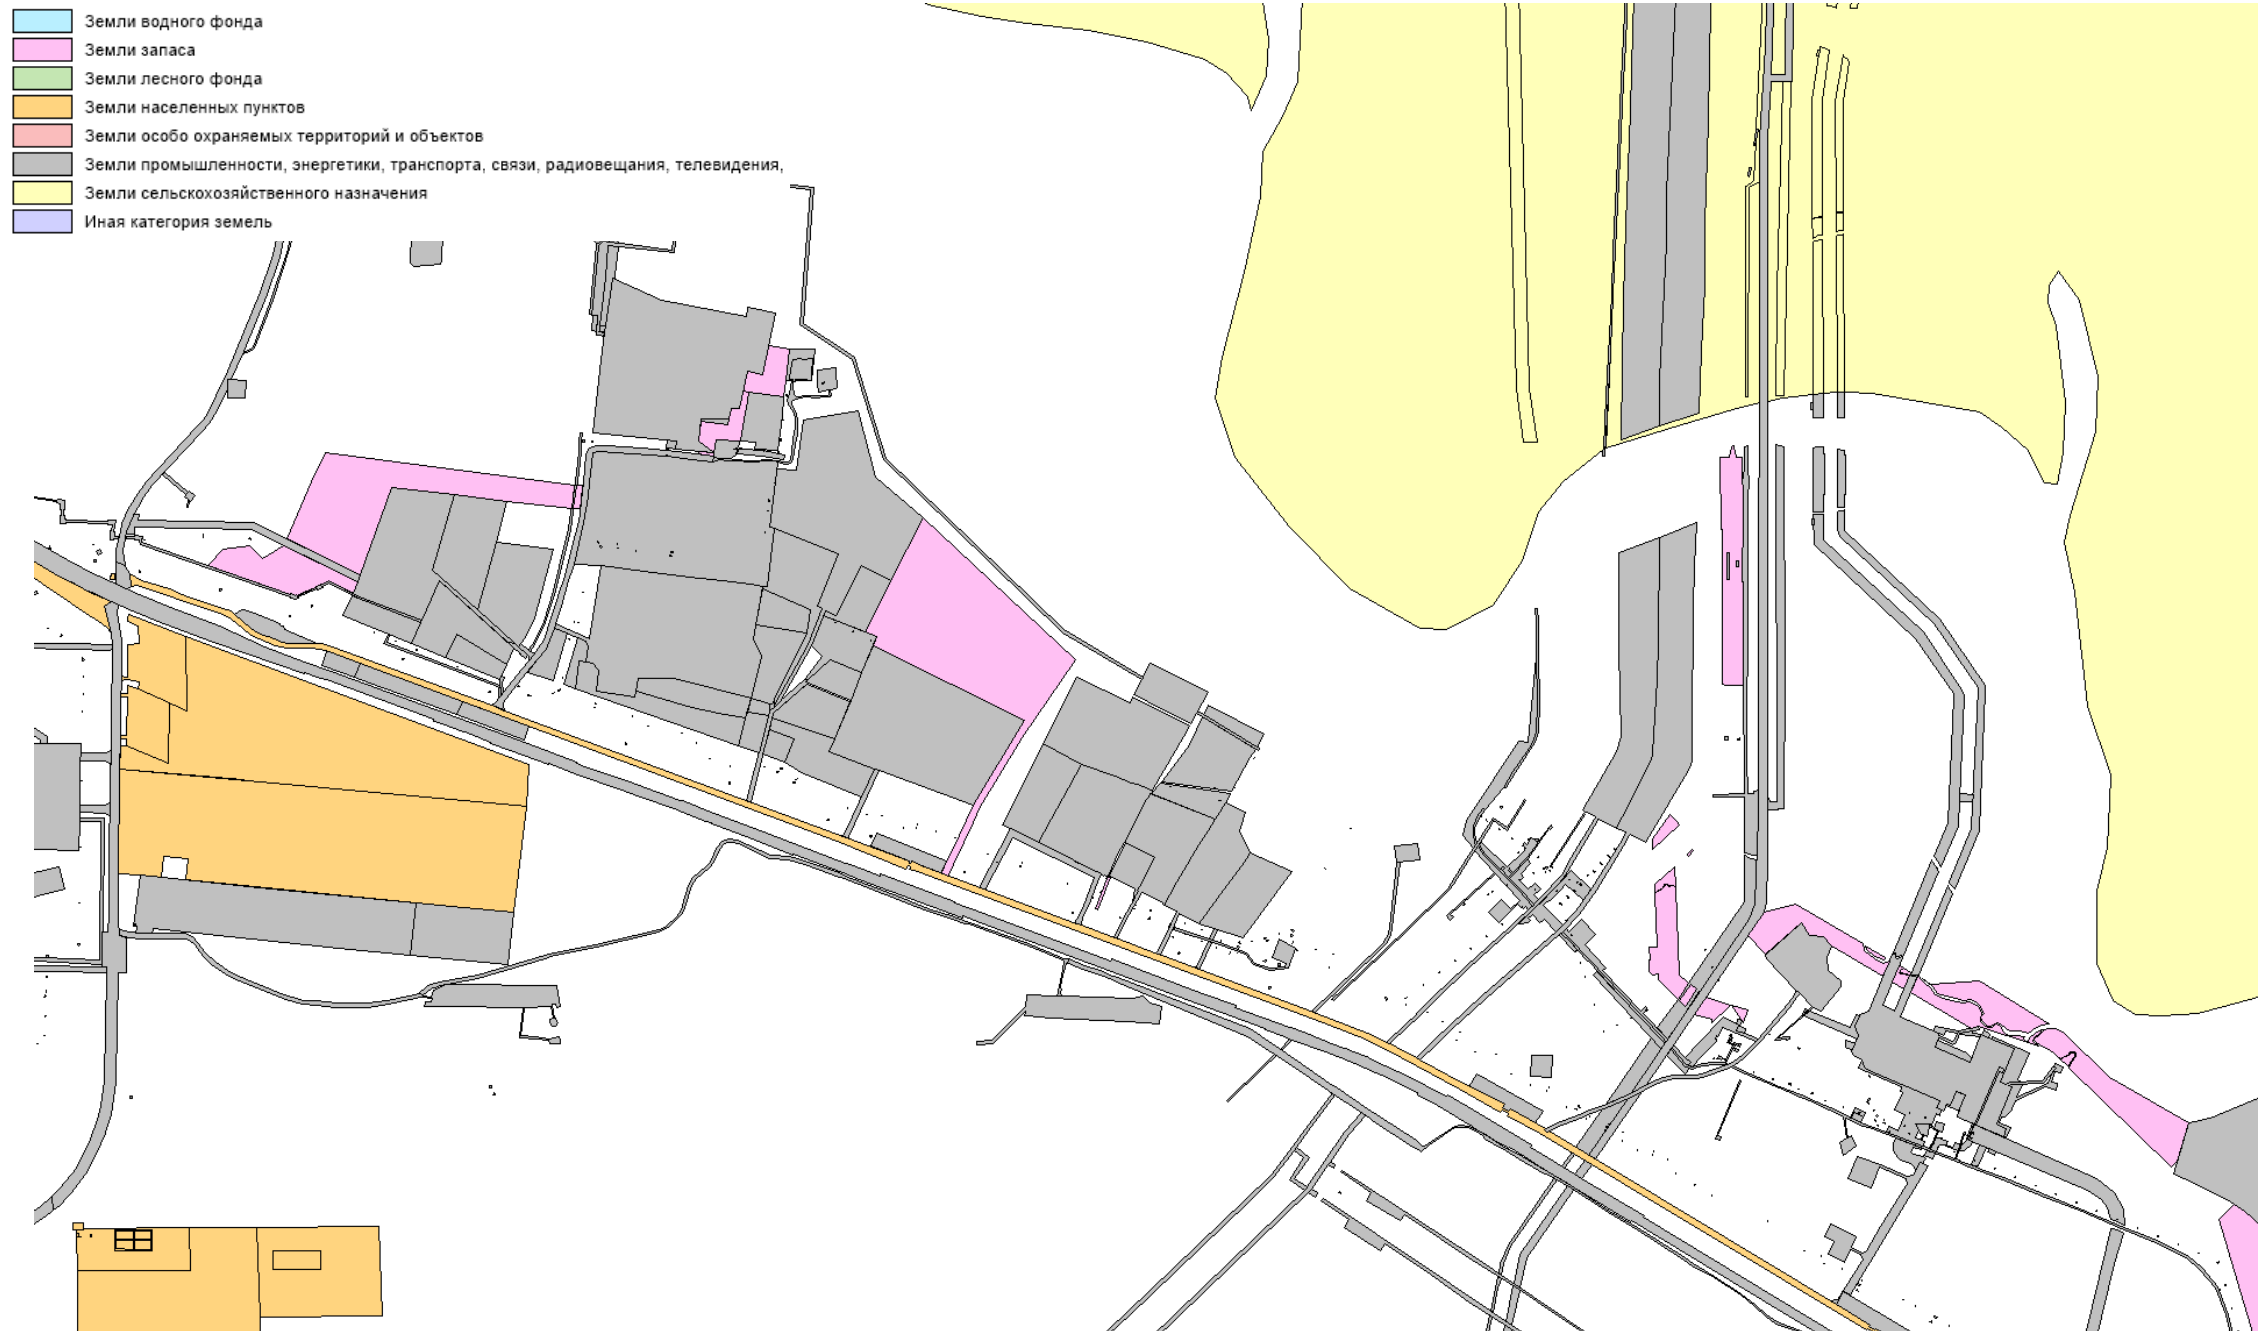 Земли водного фонда
Земли запаса
Земли лесного фонда
Земли населенных пунктов
Земли особо охраняемых территорий и объектов
Земли промышленности, энергетики, транспорта, связи, радиовещания, телевидения,
Земли сельскохозяйственного назначения
Иная категория земель